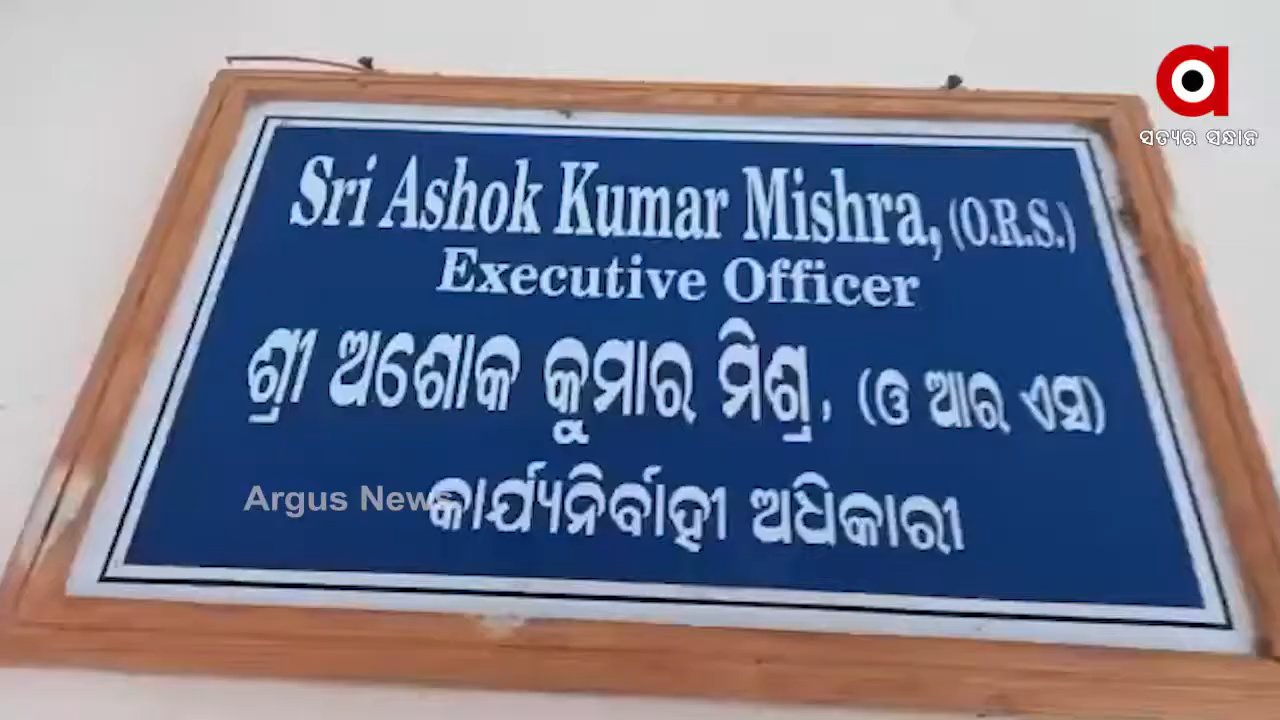 ସତ୍ୟର ସନ୍ଧାନ
Sri Ashok Kumar Mishra, (O.R.S.)
Executive Officer
ଶ୍ରୀ ଅଶୋକ କୁମାର ମିଶ୍ର, (ଓ ଆର ଏସ)
କାର୍ଯ୍ୟନିର୍ବାହୀ ଅଧିକାରୀ
Argus News